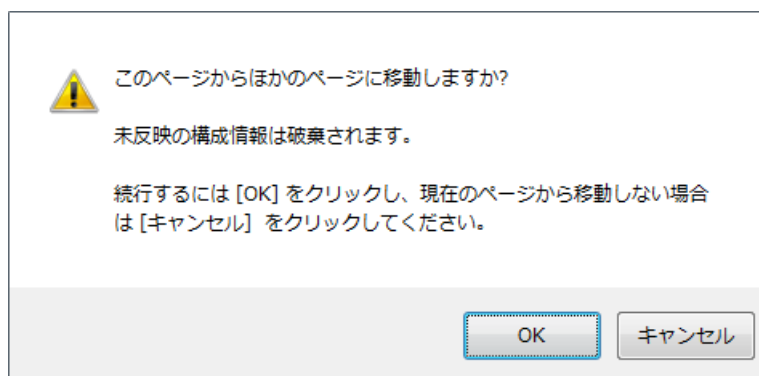 このページからほかのページに移動しますか?
未反映の構成情報は破棄されます。
続行するには [OK] をクリックし、現在のページから移動しない場合
は [キャンセル] をクリックしてください。
OK
キャンセル